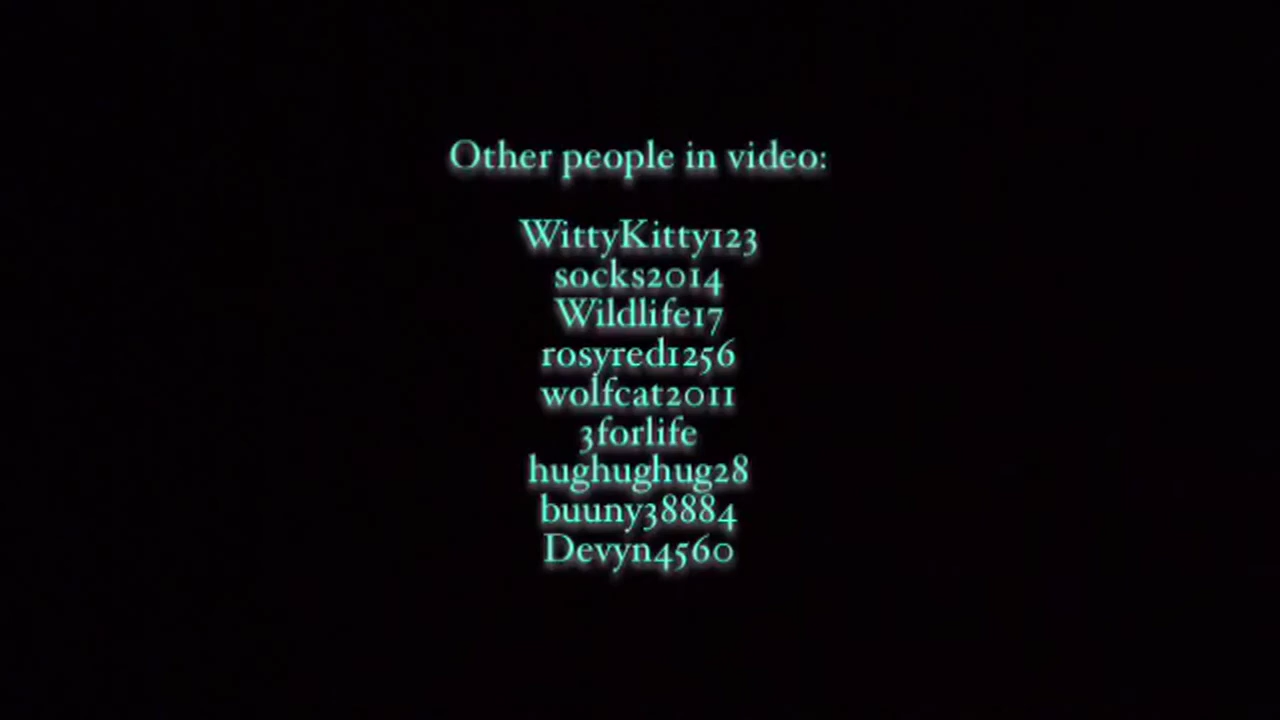 Other people in video:
WittyKitty123
socks2014
Wildlife17
rosyred1256
wolfcat2011
3forlife
hughughug28
buuny38884
Devyn4560